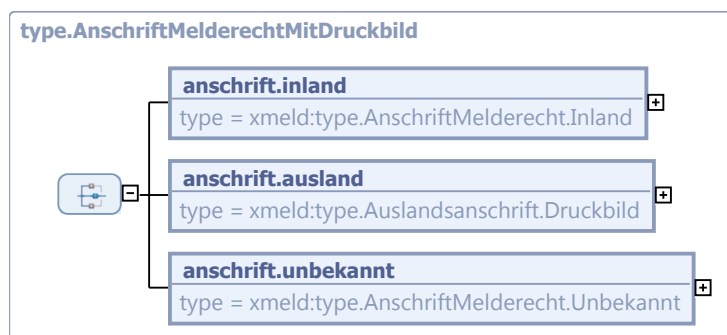 type.AnschriftMelderechtMitDruckbild
anschrift.inland
type = xmeld:type.AnschriftMelderecht.Inland
anschrift.ausland
type = xmeld:type.Auslandsanschrift.Druckbild
anschrift.unbekannt
type = xmeld:type.AnschriftMelderecht.Unbekannt